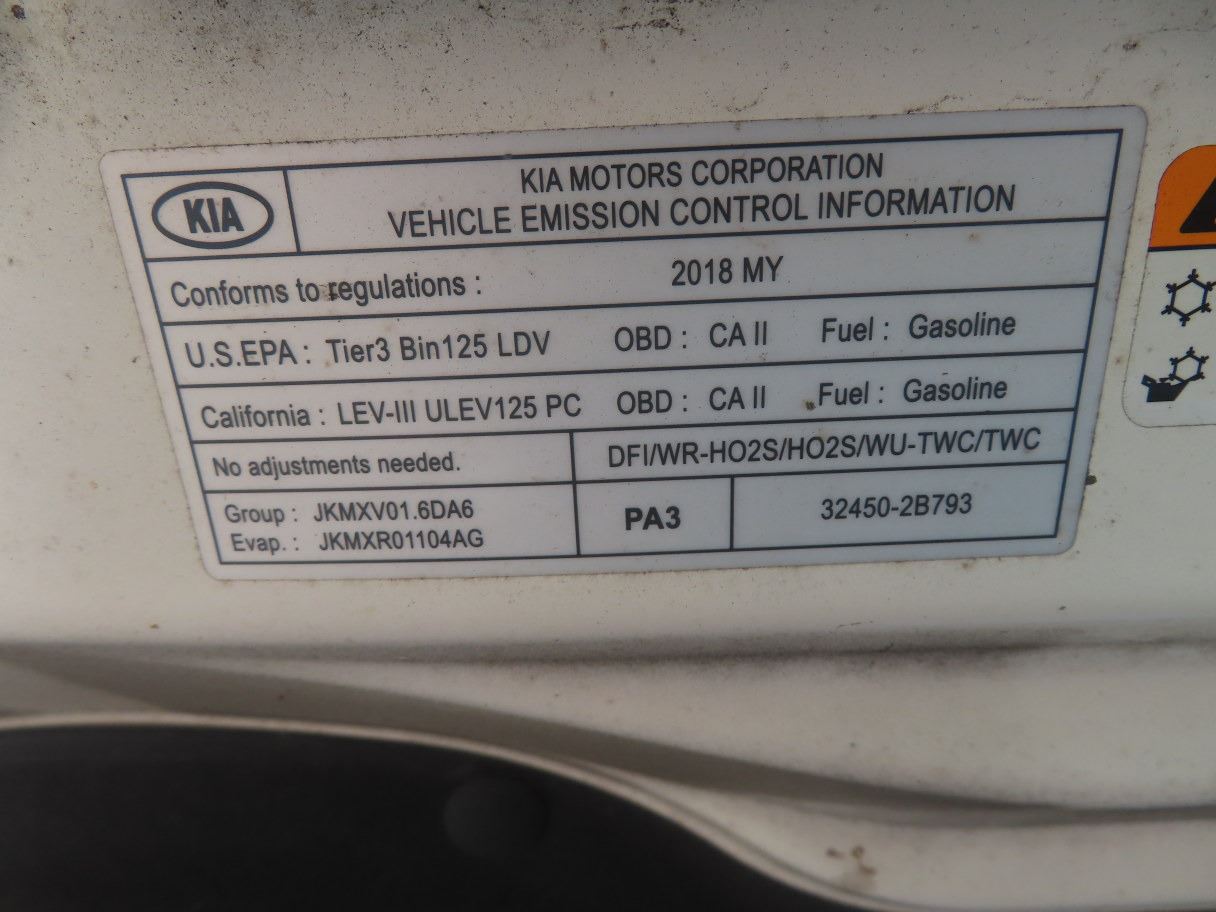 KIA
KIA MOTORS CORPORATION
VEHICLE EMISSION CONTROL INFORMATION
Conforms to regulations : 2018 MY
U.S.EPA : Tier3 Bin125 LDV OBD : CA II Fuel : Gasoline
California : LEV-III ULEV125 PC OBD : CA II Fuel : Gasoline
No adjustments needed. DFI/WR-HO2S/HO2S/WU-TWC/TWC
Group : JKMXV01.6DA6
Evap. : JKMXR01104AG
PA3
32450-2B793